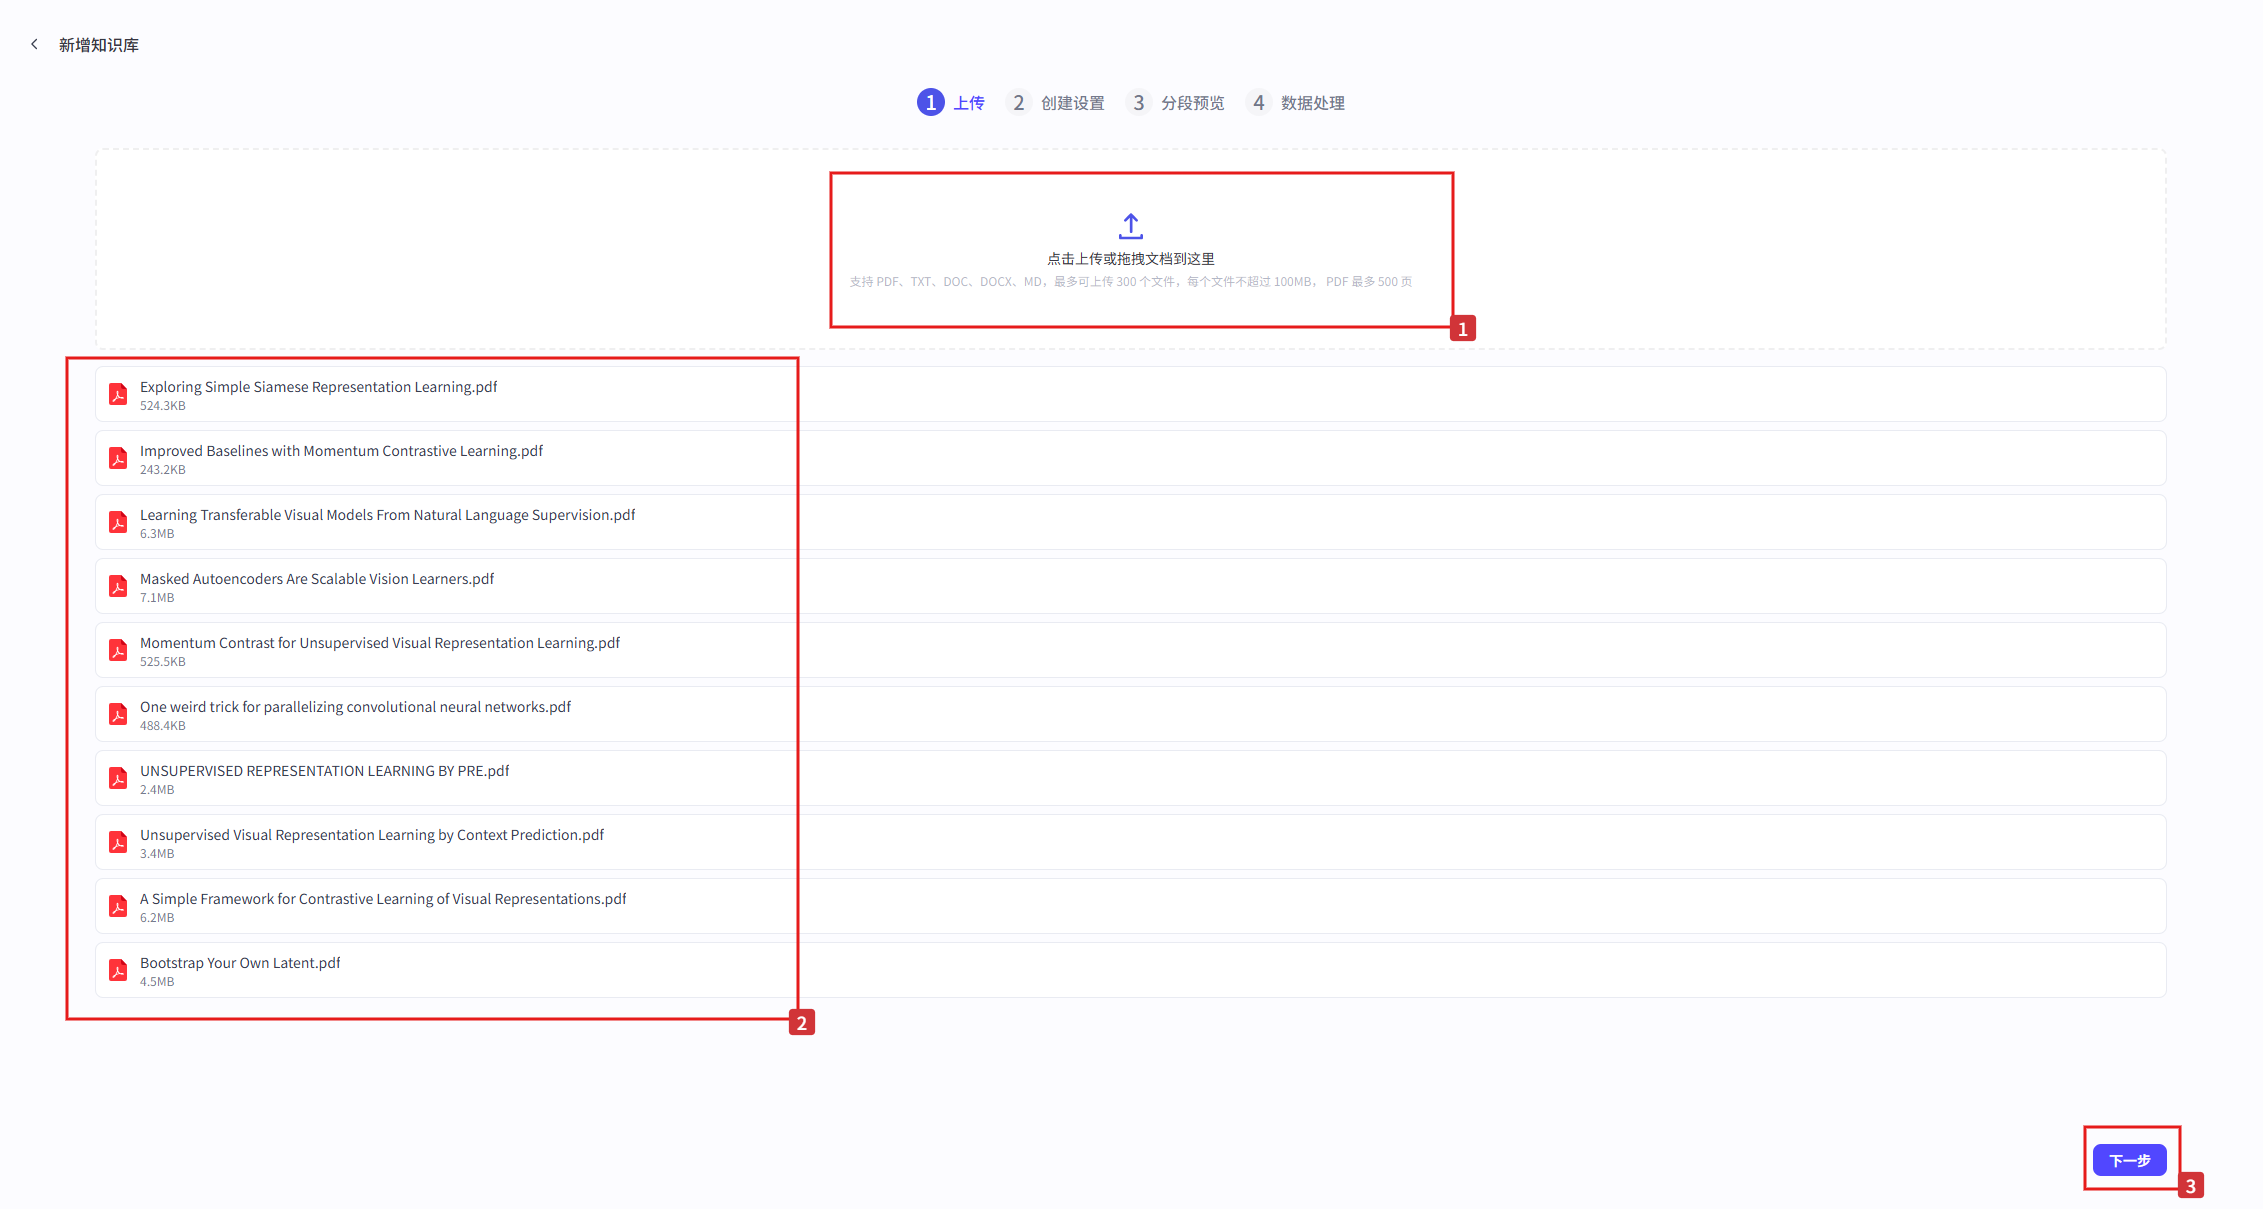 新增知识库
1 上传 2 创建设置 3 分段预览 4 数据处理
点击上传或拖拽文档到这里
支持 PDF、TXT、DOC、DOCX、MD，最多可上传 300 个文件，每个文件不超过 100MB， PDF 最多 500 页
1
Exploring Simple Siamese Representation Learning.pdf
524.3KB
Improved Baselines with Momentum Contrastive Learning.pdf
243.2KB
Learning Transferable Visual Models From Natural Language Supervision.pdf
6.3MB
Masked Autoencoders Are Scalable Vision Learners.pdf
7.1MB
Momentum Contrast for Unsupervised Visual Representation Learning.pdf
525.5KB
One weird trick for parallelizing convolutional neural networks.pdf
488.4KB
UNSUPERVISED REPRESENTATION LEARNING BY PRE.pdf
2.4MB
Unsupervised Visual Representation Learning by Context Prediction.pdf
3.4MB
A Simple Framework for Contrastive Learning of Visual Representations.pdf
6.2MB
Bootstrap Your Own Latent.pdf
4.5MB
2
下一步
3